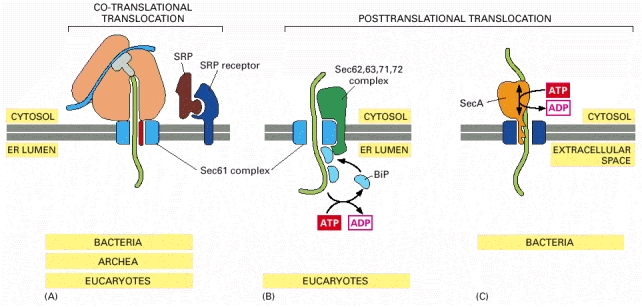 CO-TRANSLATIONAL
TRANSLOCATION
POSTTRANSLATIONAL TRANSLOCATION
SRP
SRP receptor
CYTOSOL
ER LUMEN
Sec61 complex
Sec62,63,71,72
complex
CYTOSOL
ER LUMEN
BiP
ATP
ADP
SecA
ATP
ADP
CYTOSOL
EXTRACELLULAR
SPACE
BACTERIA
ARCHEA
EUCARYOTES
EUCARYOTES
BACTERIA
(A)
(B)
(C)